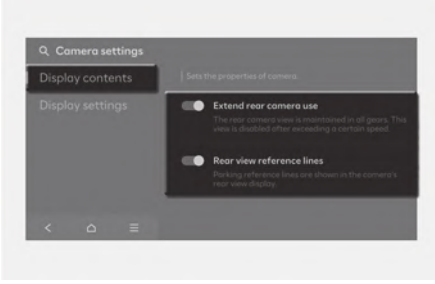 Camera settings
Display contents
Sets the properties of camera.
Display settings
Extend rear camera use
The rear camera view is maintained in all gears. This
view is disabled after exceeding a certain speed.
Rear view reference lines
Parking reference lines are shown in the camera's
rear view display.